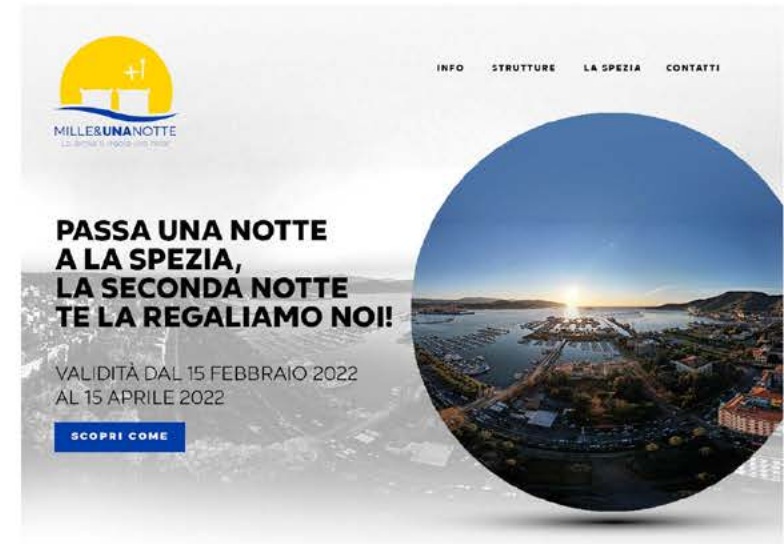 +1
INFO STRUTTURE LA SPEZIA CONTATTI
MILLE&UNANOTTE
PASSA UNA NOTTE
A LA SPEZIA,
LA SECONDA NOTTE
TE LA REGALIAMO NOI!
VALIDITÀ DAL 15 FEBBRAIO 2022
AL 15 APRILE 2022
SCOPRI COME